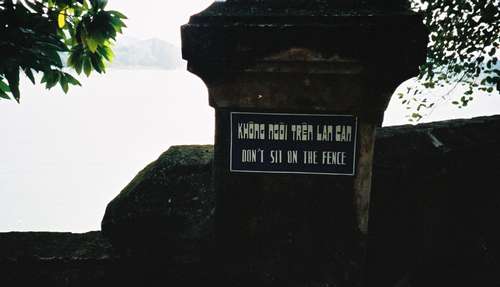 KHÔNG NGỒI TRÊN LAN CAN
DON'T SIT ON THE FENCE